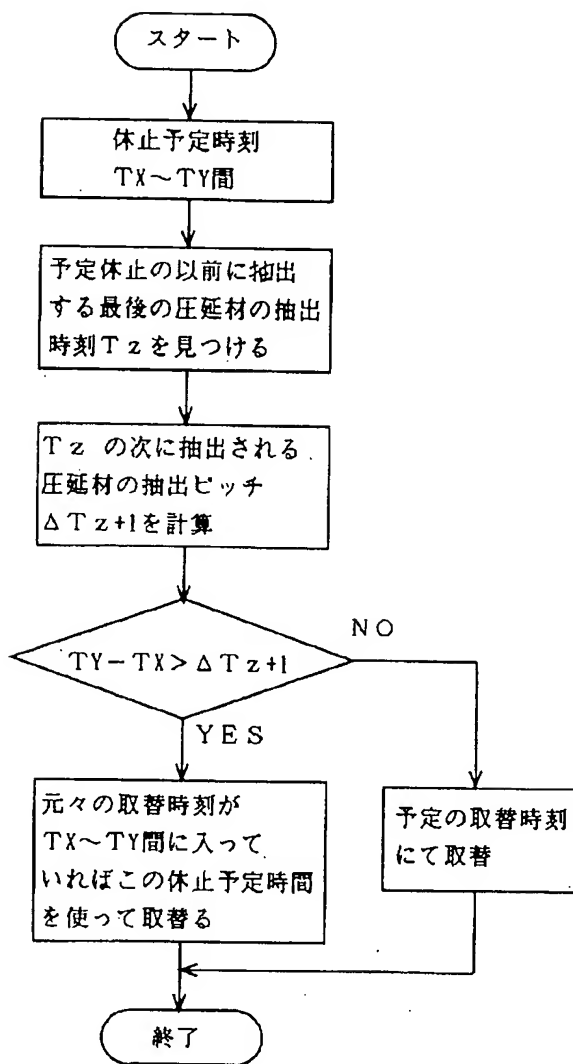 スタート
休止予定時刻
TX～TY間
予定休止の以前に抽出
する最後の圧延材の抽出
時刻Tzを見つける
Tz の次に抽出される
圧延材の抽出ピッチ
ΔTz+1を計算
TY－TX>ΔTz+1
NO
YES
元々の取替時刻が
TX～TY間に入って
いればこの休止予定時間
を使って取替る
予定の取替時刻
にて取替
終了